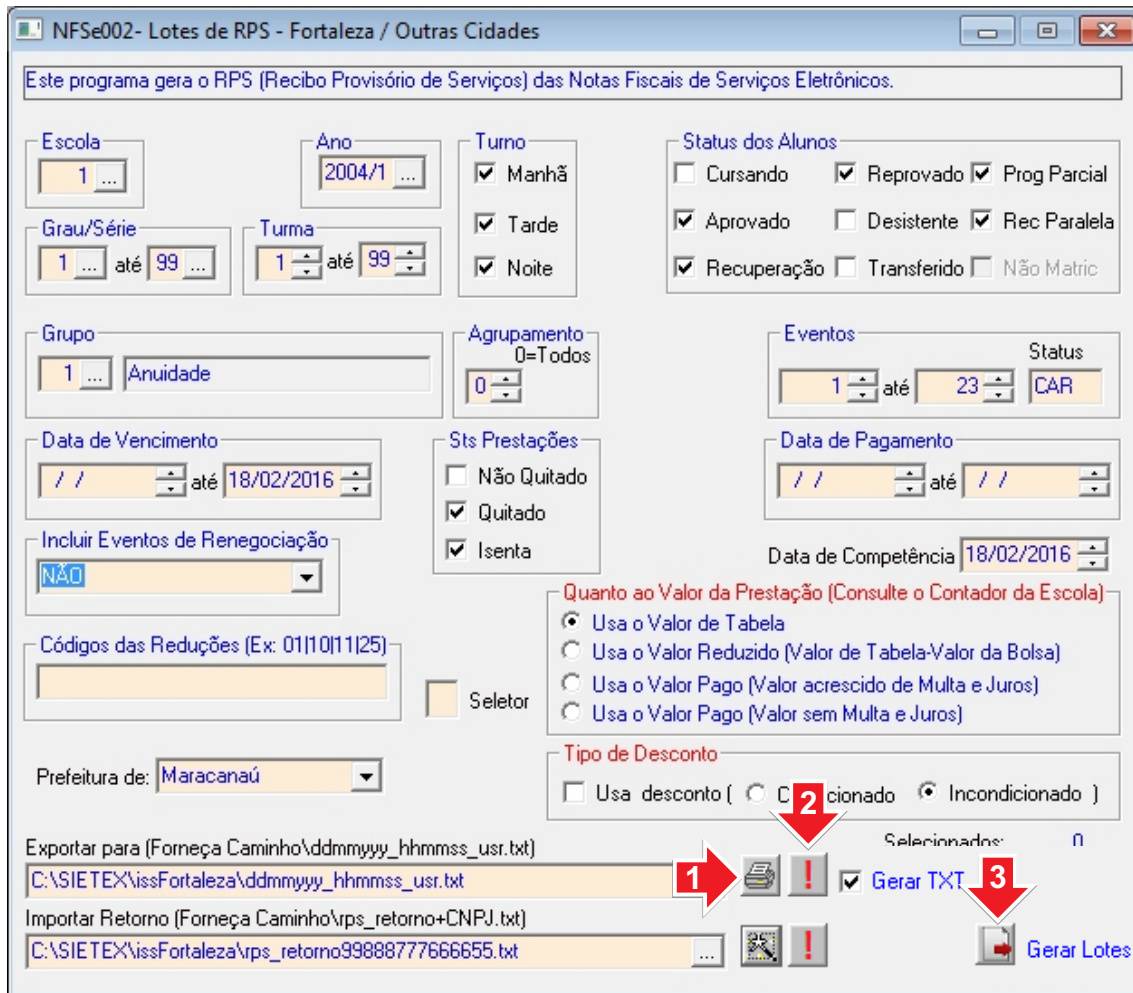 NFSe002- Lotes de RPS - Fortaleza / Outras Cidades
Este programa gera o RPS (Recibo Provisório de Serviços) das Notas Fiscais de Serviços Eletrônicos.
Escola
1 ...
Ano
2004/1 ...
Turno
Manhã
Tarde
Noite
Status dos Alunos
Cursando Reprovado Prog Parcial
Aprovado Desistente Rec Paralela
Recuperação Transferido Não Matric
Grau/Série
1 ... até 99 ...
Turma
1 até 99
Grupo
1 ... Anuidade
Agrupamento
0=Todos
0
Eventos
Status
1 até 23 CAR
Data de Vencimento
/ / até 18/02/2016
Sts Prestações
Não Quitado
Quitado
Isenta
Data de Pagamento
/ / até / /
Incluir Eventos de Renegociação
NÃO
Data de Competência 18/02/2016
Quanto ao Valor da Prestação (Consulte o Contador da Escola)
Usa o Valor de Tabela
Usa o Valor Reduzido (Valor de Tabela-Valor da Bolsa)
Usa o Valor Pago (Valor acrescido de Multa e Juros)
Usa o Valor Pago (Valor sem Multa e Juros)
Códigos das Reduções (Ex: 01|10|11|25)
Seletor
Prefeitura de: Maracanaú
Tipo de Desconto
Usa desconto ( C cionado Incondicionado )
2
Selecionados: 0
Exportar para (Forneça Caminho\ddmmyyy_hhmmss_usr.txt)
C:\SIETEX\issFortaleza\ddmmyyy_hhmmss_usr.txt
1
! Gerar TXT
3
Importar Retorno (Forneça Caminho\rps_retorno+CNPJ.txt)
C:\SIETEX\issFortaleza\rps_retorno99888777666655.txt ...
! Gerar Lotes